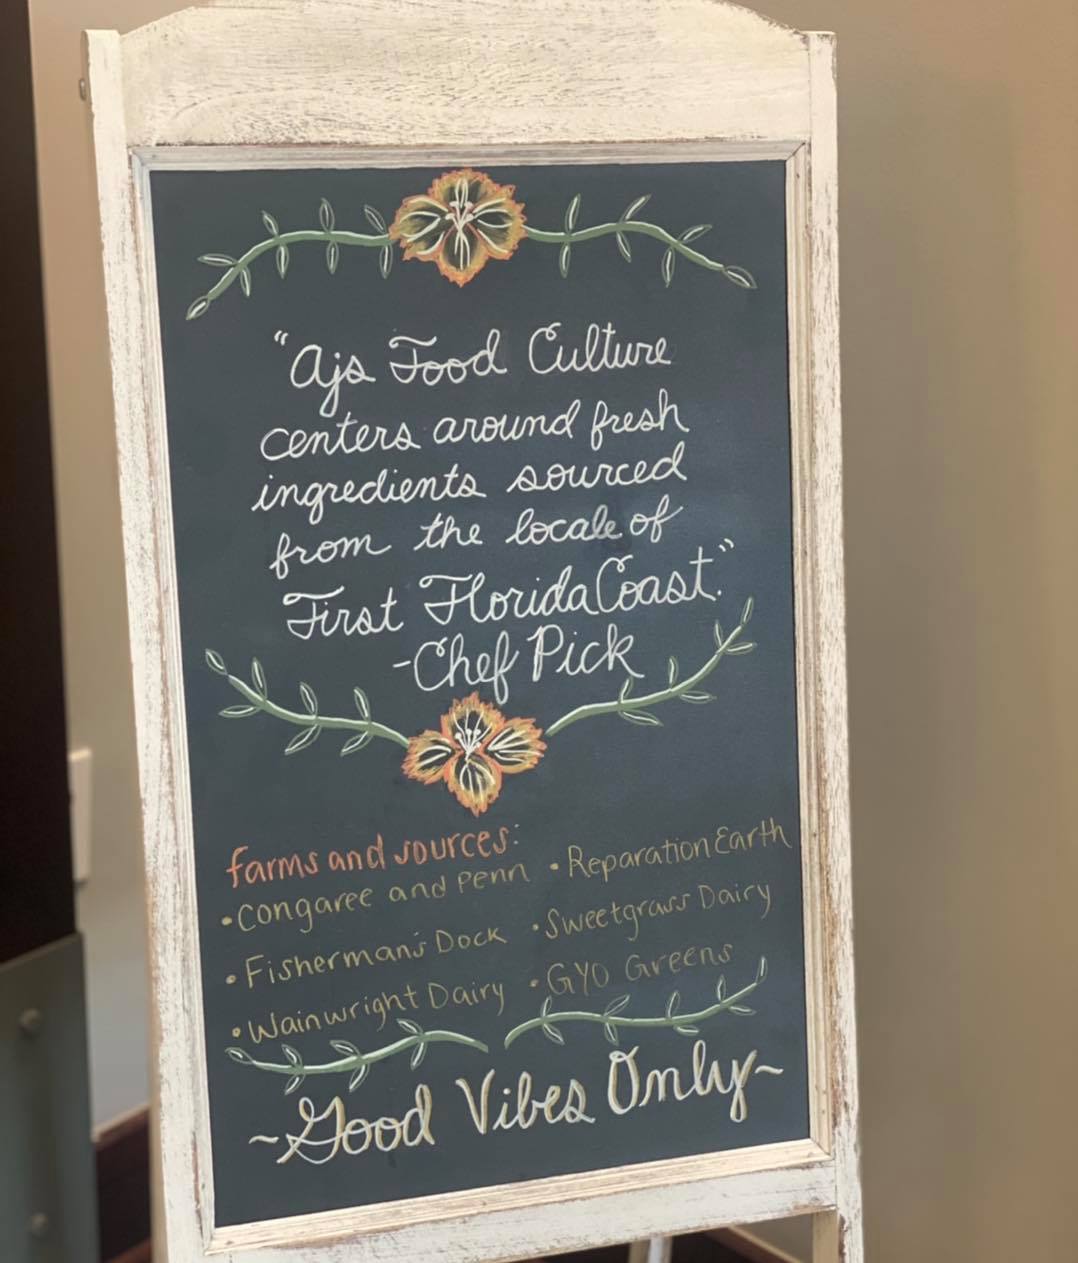 "Ajs Food Culture
centers around fresh
ingredients sourced
from the locale of
First Florida Coast."
-Chef Pick
farms and sources:
• Congaree and Penn
• Fisherman's Dock
• Wainwright Dairy
• Reparation Earth
• Sweetgrass Dairy
• GYO Greens
~Good Vibes Only~